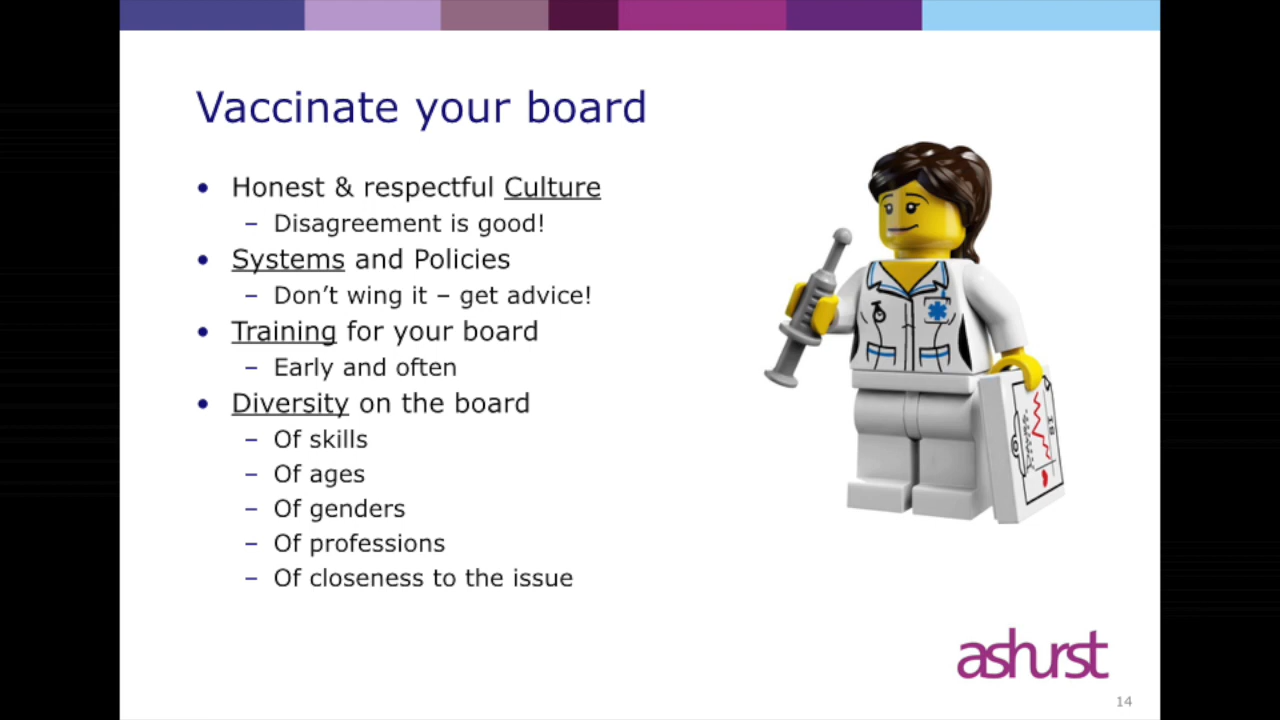 Vaccinate your board
• Honest & respectful Culture
– Disagreement is good!
• Systems and Policies
– Don’t wing it – get advice!
• Training for your board
– Early and often
• Diversity on the board
– Of skills
– Of ages
– Of genders
– Of professions
– Of closeness to the issue
ashurst
14